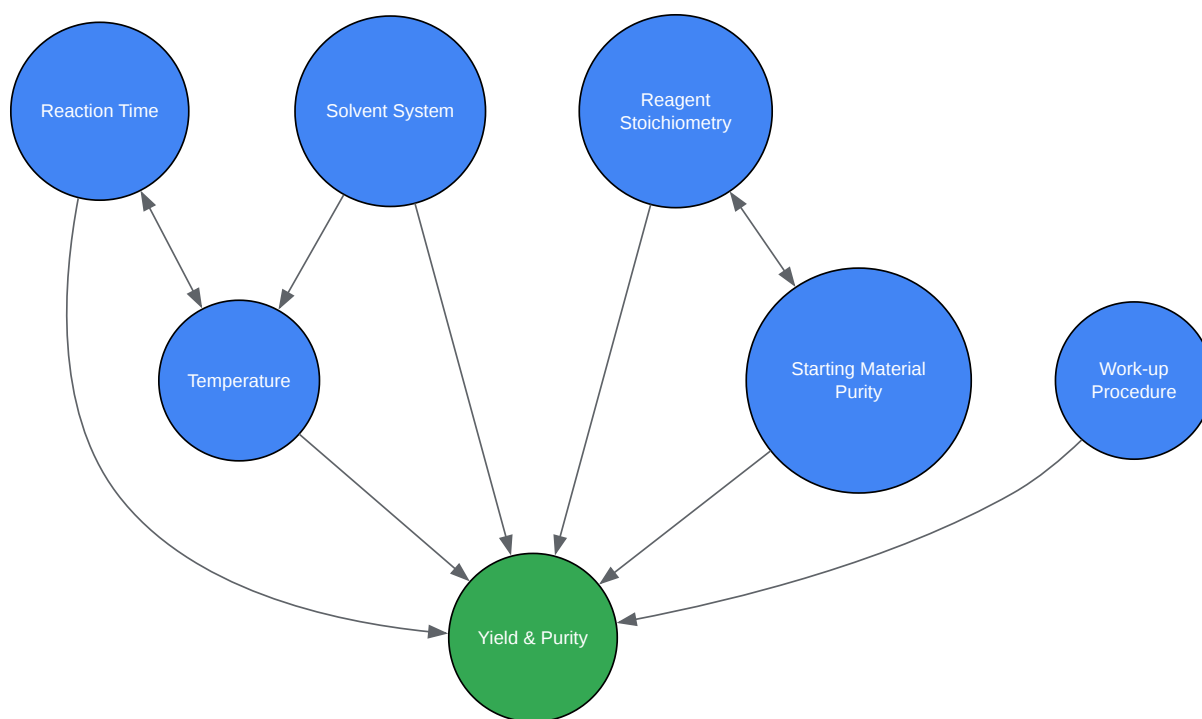 Reaction Time
Solvent System
Reagent
Stoichiometry
Temperature
Starting Material
Purity
Work-up
Procedure
Yield & Purity